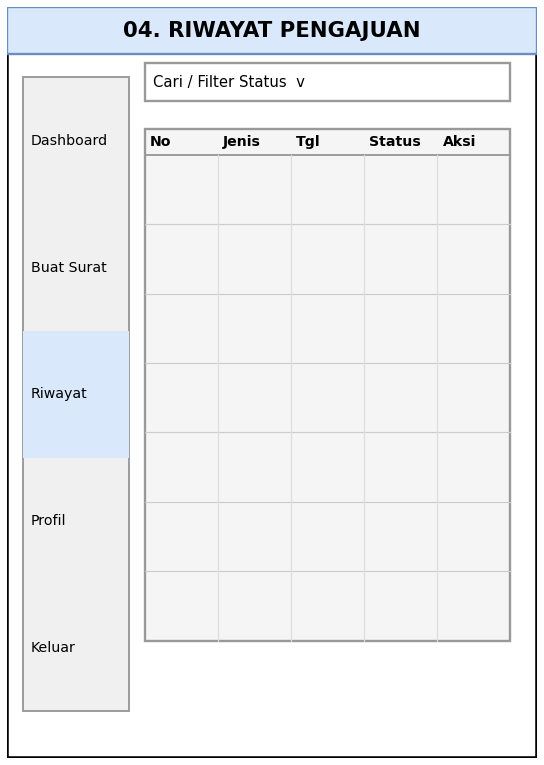 04. RIWAYAT PENGAJUAN
Cari / Filter Status  v
Dashboard
Buat Surat
Riwayat
Profil
Keluar
No Jenis Tgl Status Aksi